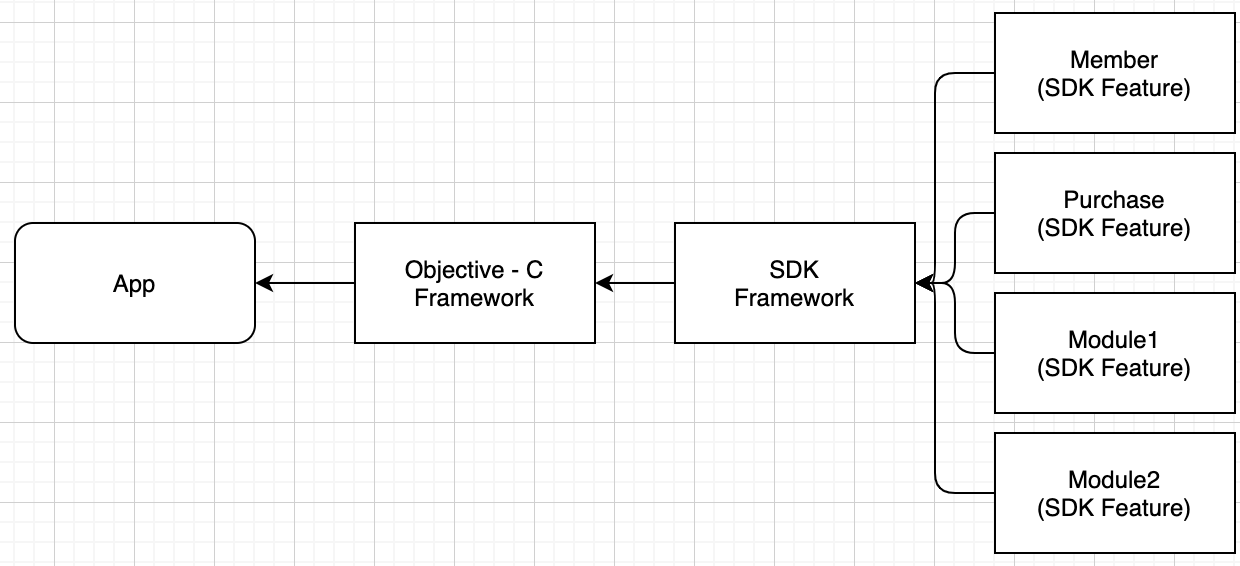 App
Objective - C
Framework
SDK
Framework
Member
(SDK Feature)
Purchase
(SDK Feature)
Module1
(SDK Feature)
Module2
(SDK Feature)